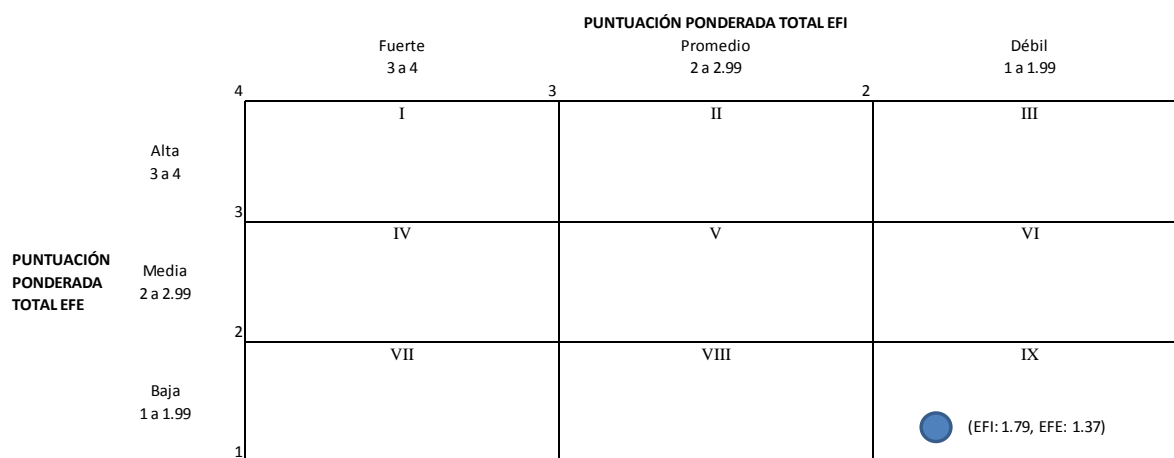 PUNTUACIÓN PONDERADA TOTAL EFI
Fuerte Promedio Débil
3 a 4 2 a 2.99 1 a 1.99
4 3 2
I II III
Alta
3 a 4
3
IV V VI
PUNTUACIÓN
PONDERADA
TOTAL EFE
Media
2 a 2.99
2
VII VIII IX
Baja
1 a 1.99
(EFI: 1.79, EFE: 1.37)
1